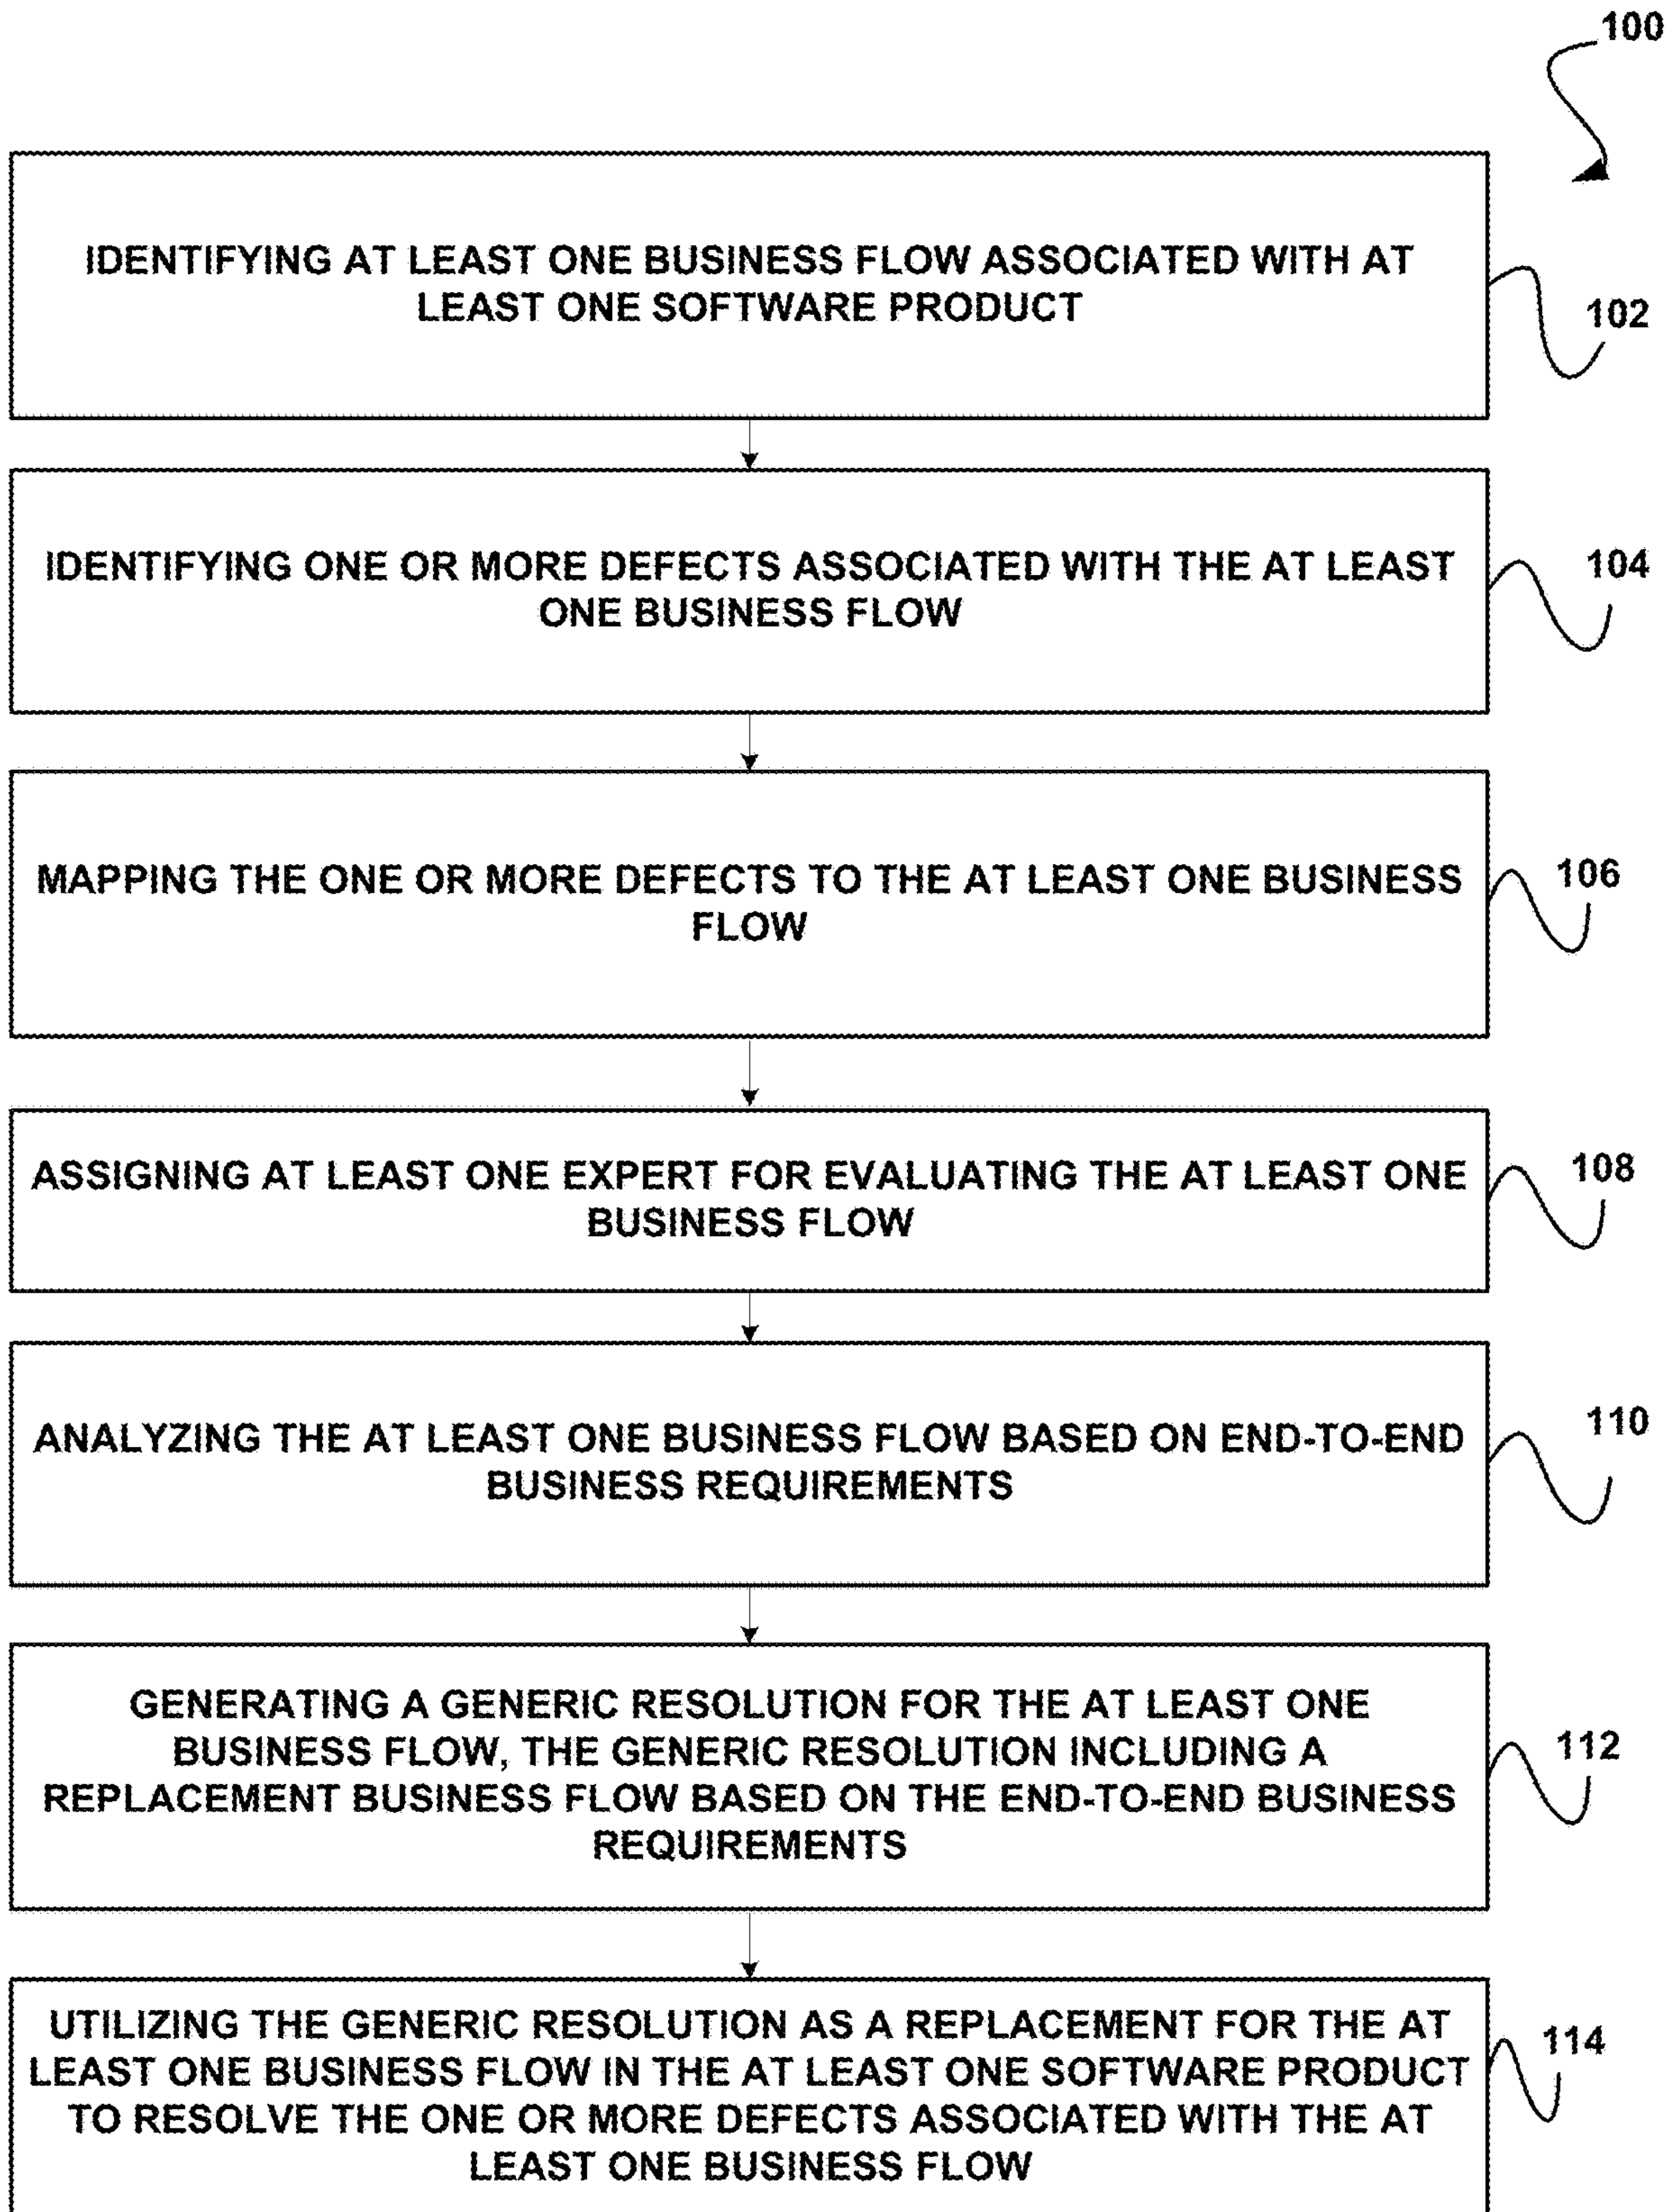 100
IDENTIFYING AT LEAST ONE BUSINESS FLOW ASSOCIATED WITH AT
LEAST ONE SOFTWARE PRODUCT
102
IDENTIFYING ONE OR MORE DEFECTS ASSOCIATED WITH THE AT LEAST
ONE BUSINESS FLOW
104
MAPPING THE ONE OR MORE DEFECTS TO THE AT LEAST ONE BUSINESS
FLOW
106
ASSIGNING AT LEAST ONE EXPERT FOR EVALUATING THE AT LEAST ONE
BUSINESS FLOW
108
ANALYZING THE AT LEAST ONE BUSINESS FLOW BASED ON END-TO-END
BUSINESS REQUIREMENTS
110
GENERATING A GENERIC RESOLUTION FOR THE AT LEAST ONE
BUSINESS FLOW, THE GENERIC RESOLUTION INCLUDING A
REPLACEMENT BUSINESS FLOW BASED ON THE END-TO-END BUSINESS
REQUIREMENTS
112
UTILIZING THE GENERIC RESOLUTION AS A REPLACEMENT FOR THE AT
LEAST ONE BUSINESS FLOW IN THE AT LEAST ONE SOFTWARE PRODUCT
TO RESOLVE THE ONE OR MORE DEFECTS ASSOCIATED WITH THE AT
LEAST ONE BUSINESS FLOW
114